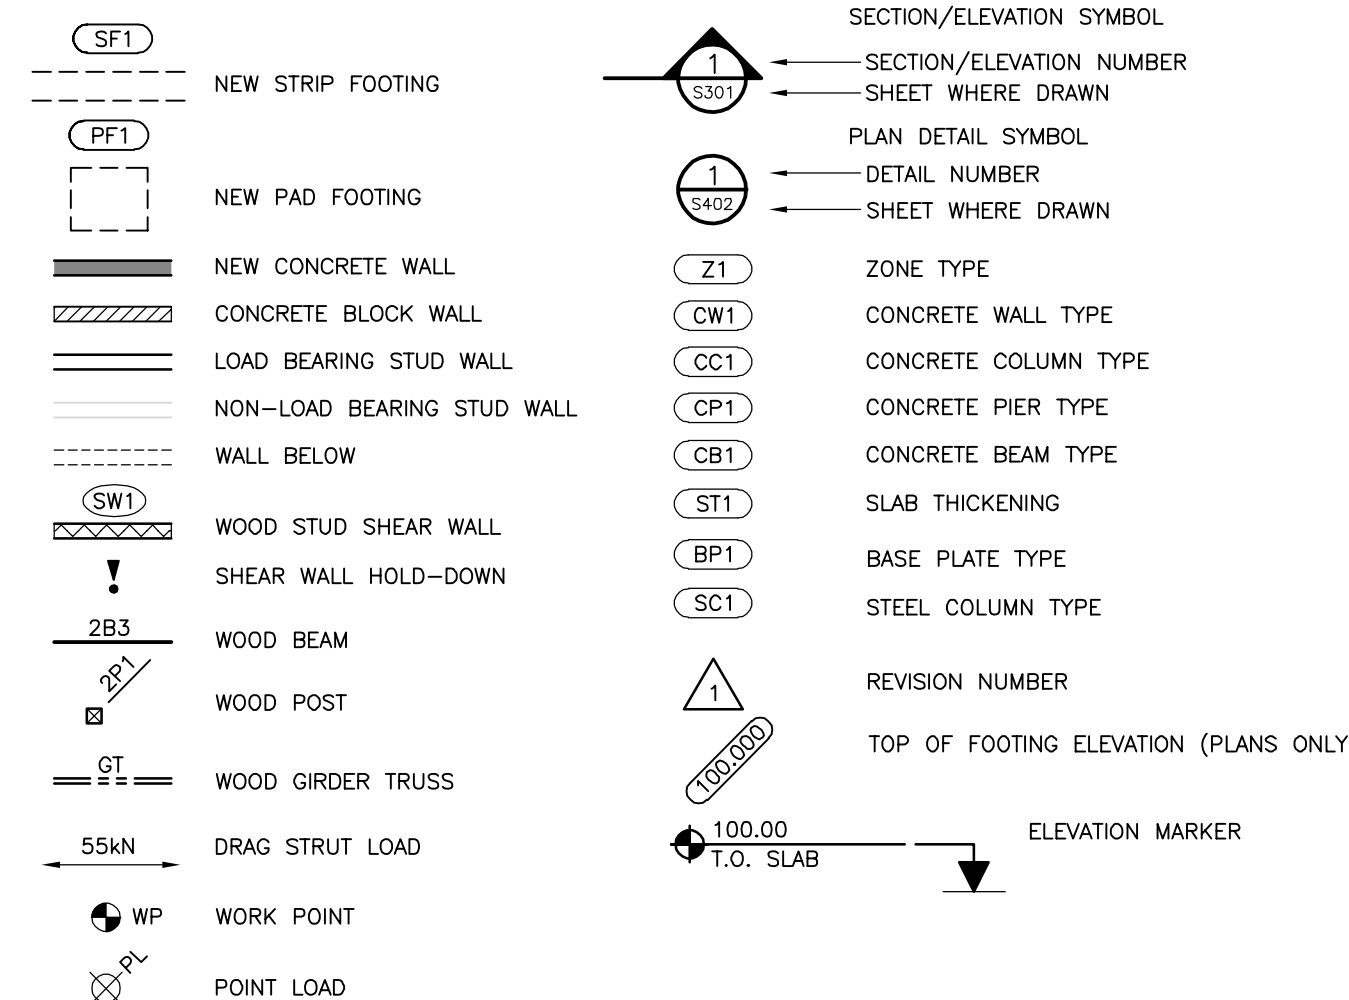 SF1
NEW STRIP FOOTING
PF1
NEW PAD FOOTING
NEW CONCRETE WALL
CONCRETE BLOCK WALL
LOAD BEARING STUD WALL
NON-LOAD BEARING STUD WALL
WALL BELOW
SW1
WOOD STUD SHEAR WALL
SHEAR WALL HOLD-DOWN
2B3
WOOD BEAM
2P1
WOOD POST
GT
WOOD GIRDER TRUSS
55kN
DRAG STRUT LOAD
WP
WORK POINT
PL
POINT LOAD
SECTION/ELEVATION SYMBOL
1
SECTION/ELEVATION NUMBER
S301
SHEET WHERE DRAWN
PLAN DETAIL SYMBOL
1
DETAIL NUMBER
S402
SHEET WHERE DRAWN
Z1
ZONE TYPE
CW1
CONCRETE WALL TYPE
CC1
CONCRETE COLUMN TYPE
CP1
CONCRETE PIER TYPE
CB1
CONCRETE BEAM TYPE
ST1
SLAB THICKENING
BP1
BASE PLATE TYPE
SC1
STEEL COLUMN TYPE
1
REVISION NUMBER
100.000
TOP OF FOOTING ELEVATION (PLANS ONLY
100.00
T.O. SLAB
ELEVATION MARKER